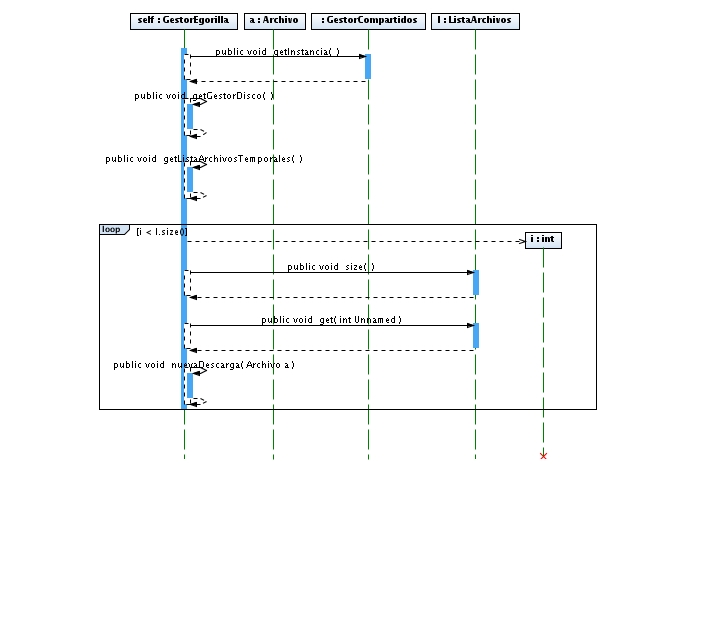 self : GestorEgorilla
a : Archivo
: GestorCompartidos
l : ListaArchivos
public void getInstancia( )
public void getGestorDisco( )
public void getListaArchivosTemporales( )
loop
[i < l.size()]
i : int
public void size( )
public void get( int Unnamed )
public void nuevaDescarga( Archivo a )